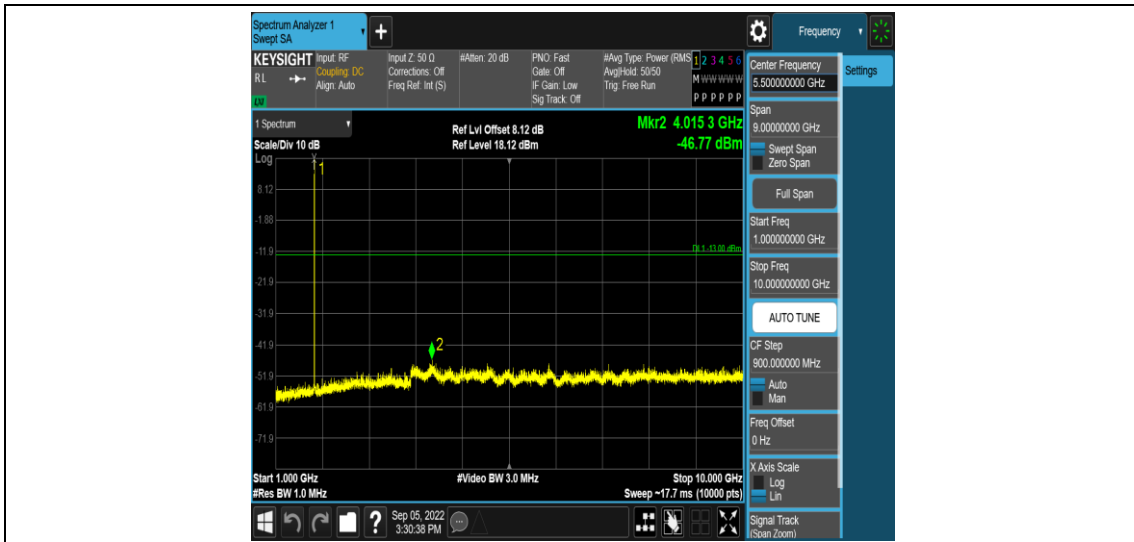 Spectrum Analyzer 1
Swept SA
+
Frequency
KEYSIGHT
RL
LXI
Input: RF
Coupling: DC
Align: Auto
Input Z: 50 Ω
Corrections: Off
Freq Ref: Int (S)
#Atten: 20 dB
PNO: Fast
Gate: Off
IF Gain: Low
Sig Track: Off
#Avg Type: Power (RMS
Avg|Hold: 50/50
Trig: Free Run
1 2 3 4 5 6
M W W W W W
P P P P P P
1 Spectrum
Scale/Div 10 dB
Log
Ref Lvl Offset 8.12 dB
Ref Level 18.12 dBm
Mkr2 4.015 3 GHz
-46.77 dBm
1
8.12
-1.88
-11.9
DL1 -13.00 dBm
-21.9
-31.9
-41.9
2
-51.9
-61.9
-71.9
Start 1.000 GHz
#Video BW 3.0 MHz
Stop 10.000 GHz
#Res BW 1.0 MHz
Sweep ~17.7 ms (10000 pts)
?
Sep 05, 2022
3:30:38 PM
Center Frequency
5.500000000 GHz
Settings
Span
9.00000000 GHz
Swept Span
Zero Span
Full Span
Start Freq
1.000000000 GHz
Stop Freq
10.000000000 GHz
AUTO TUNE
CF Step
900.000000 MHz
Auto
Man
Freq Offset
0 Hz
X Axis Scale
Log
Lin
Signal Track
(Span Zoom)